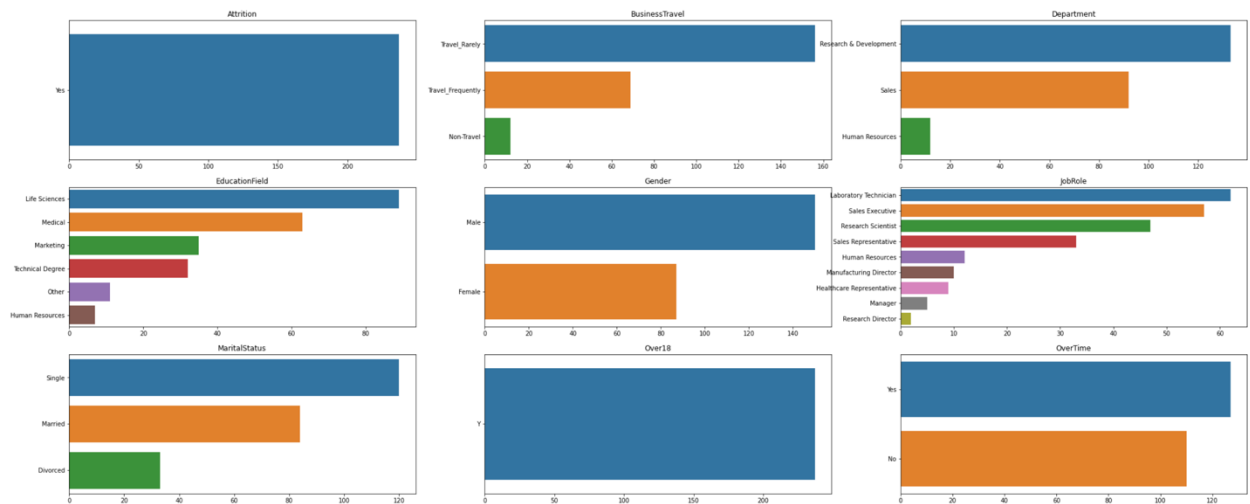 Attrition
Yes
0 50 100 150 200
BusinessTravel
Travel_Rarely
Travel_Frequently
Non-Travel
0 20 40 60 80 100 120 140 160
Department
Research & Development
Sales
Human Resources
0 20 40 60 80 100 120
EducationField
Life Sciences
Medical
Marketing
Technical Degree
Other
Human Resources
0 20 40 60 80
Gender
Male
Female
0 20 40 60 80 100 120 140
JobRole
Laboratory Technician
Sales Executive
Research Scientist
Sales Representative
Human Resources
Manufacturing Director
Healthcare Representative
Manager
Research Director
0 10 20 30 40 50 60
MaritalStatus
Single
Married
Divorced
0 20 40 60 80 100 120
Over18
Y
0 50 100 150 200
OverTime
Yes
No
0 20 40 60 80 100 120